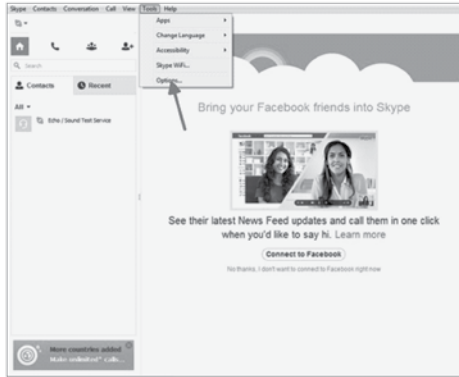 Skype Contacts Conversation Call View Tools Help
Apps
Change Language
Accessibility
Skype WiFi...
Options...
Search
Contacts
Recent
All
Echo / Sound Test Service
Bring your Facebook friends into Skype
See their latest News Feed updates and call them in one click
when you'd like to say hi. Learn more
Connect to Facebook
No thanks, I don't want to connect to Facebook right now
More countries added
Make unlimited* calls...